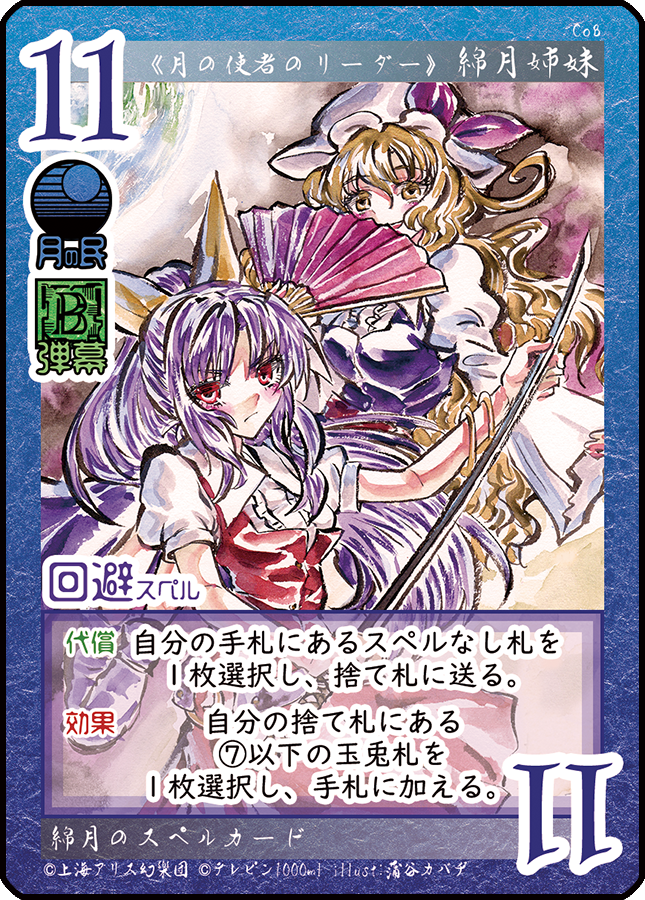 C08
11
《月の使者のリーダー》 綿月姉妹
月の民
B
弾幕
回避スペル
代償 自分の手札にあるスペルなし札を
1枚選択し、捨て札に送る。
効果 自分の捨て札にある
⑦以下の玉兎札を
1枚選択し、手札に加える。
11
綿月のスペルカード
©上海アリス幻樂団 ©テレピン1000ml illust:蒲谷カバヂ